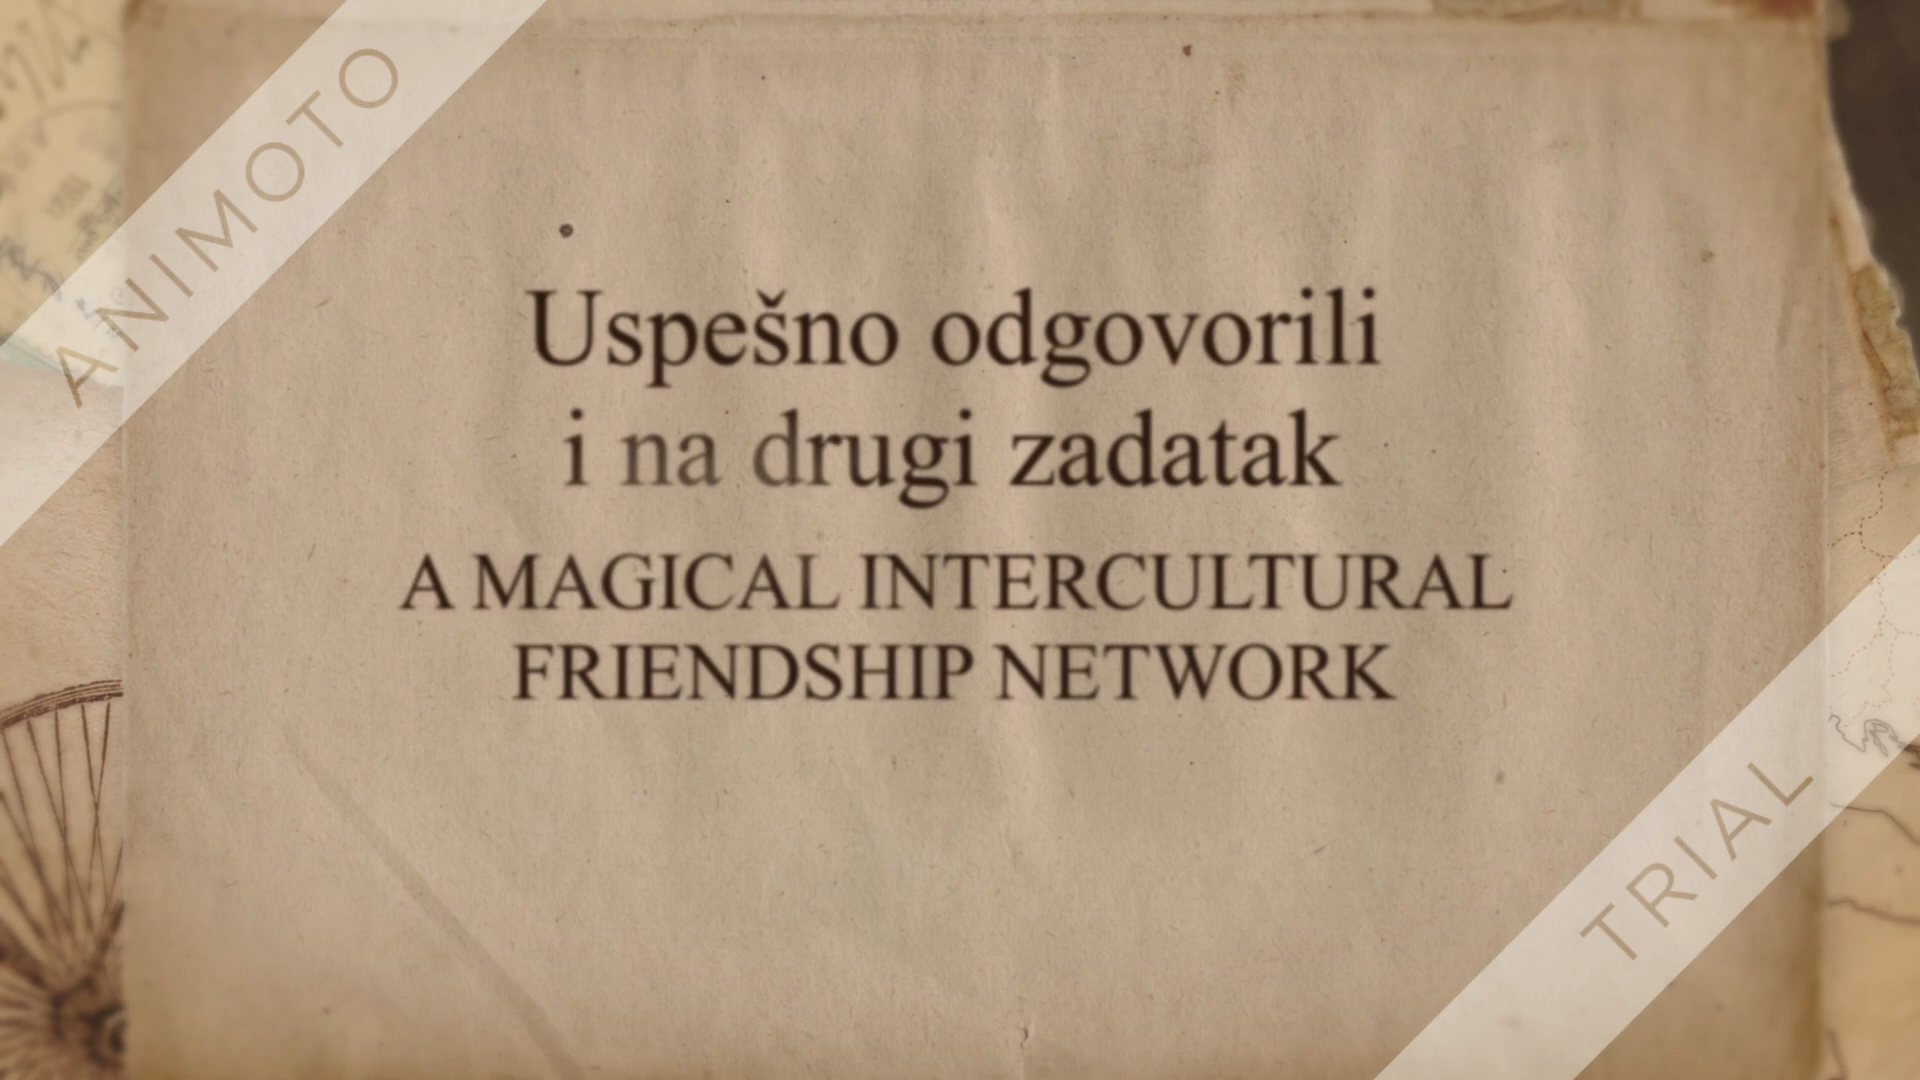 ANIMOTO
Uspešno odgovorili
i na drugi zadatak
A MAGICAL INTERCULTURAL
FRIENDSHIP NETWORK
TRIAL